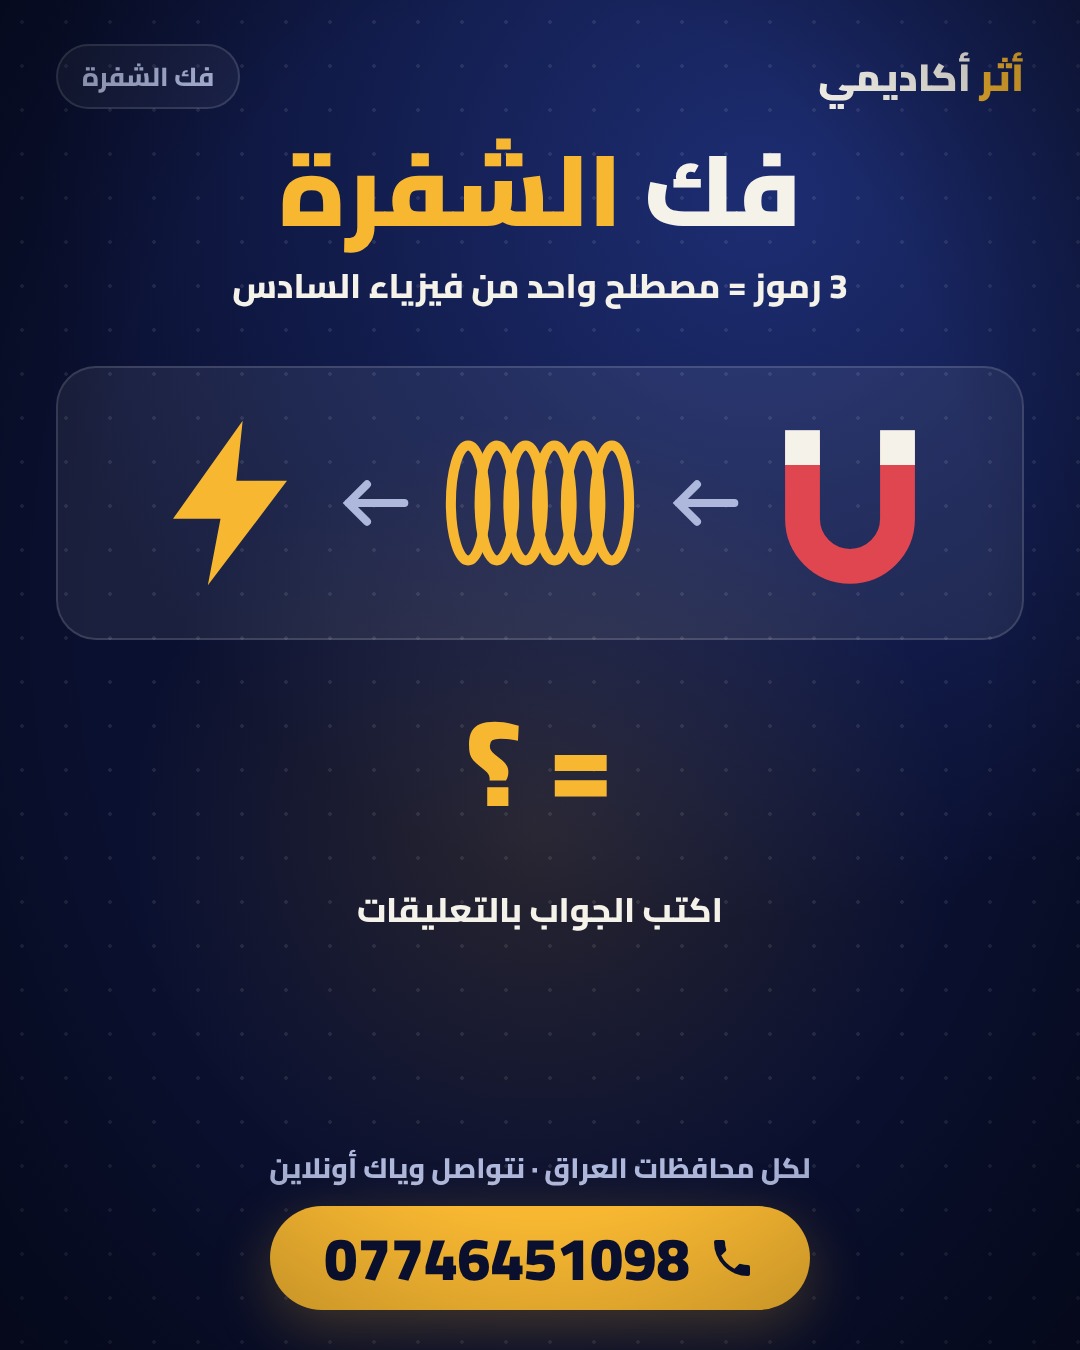 أثر أكاديمي
فك الشفرة
فك الشفرة
3 رموز = مصطلح واحد من فيزياء السادس
= ؟
اكتب الجواب بالتعليقات
لكل محافظات العراق · نتواصل وياك أونلاين
07746451098